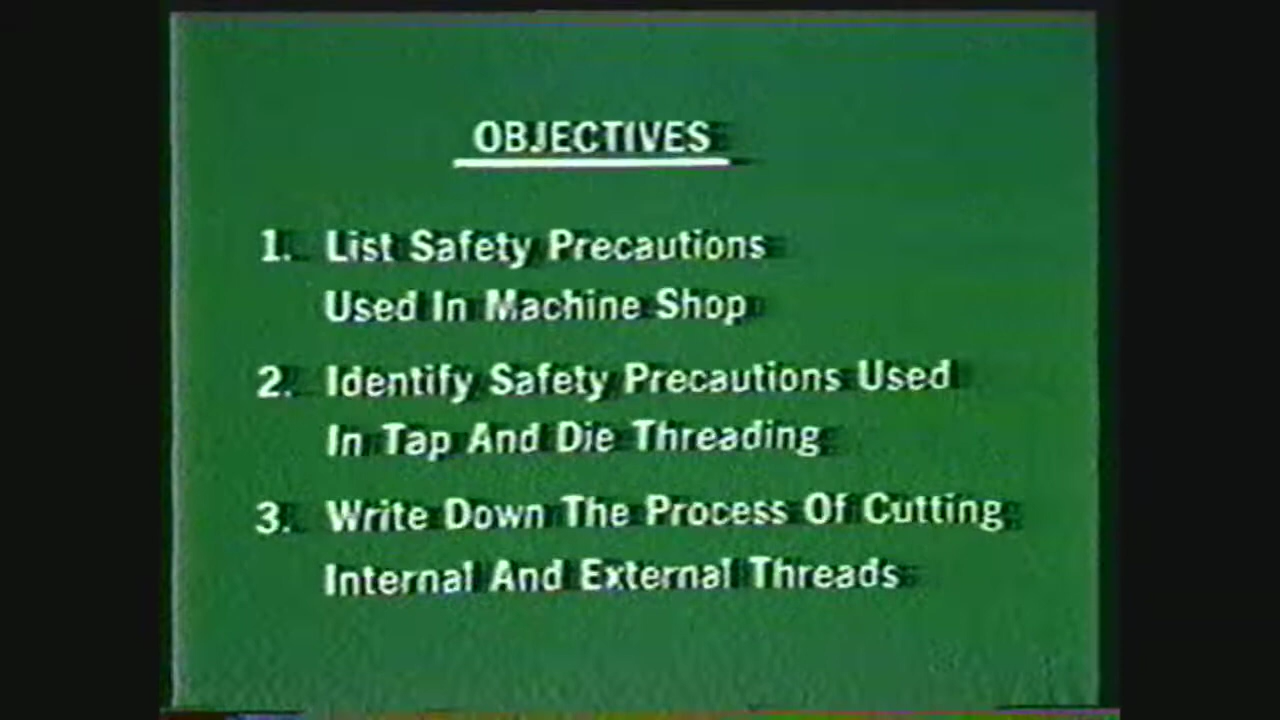 OBJECTIVES
1. List Safety Precautions
Used In Machine Shop
2. Identify Safety Precautions Used
In Tap And Die Threading
3. Write Down The Process Of Cutting
Internal And External Threads